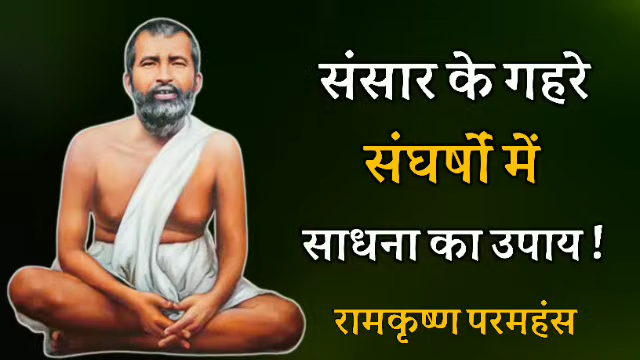 संसार के गहरे
संघर्षों में
साधना का उपाय !
रामकृष्ण परमहंस